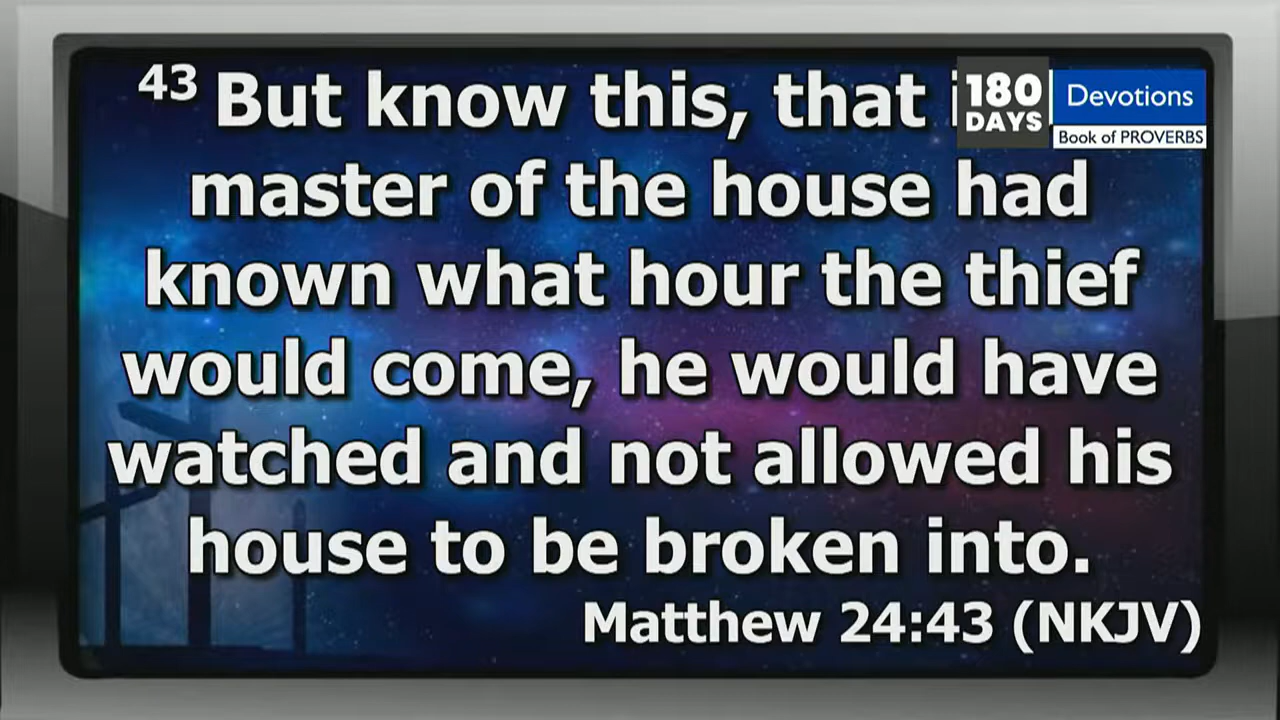 43 But know this, that
180 DAYS
Devotions
Book of PROVERBS
master of the house had
known what hour the thief
would come, he would have
watched and not allowed his
house to be broken into.
Matthew 24:43 (NKJV)